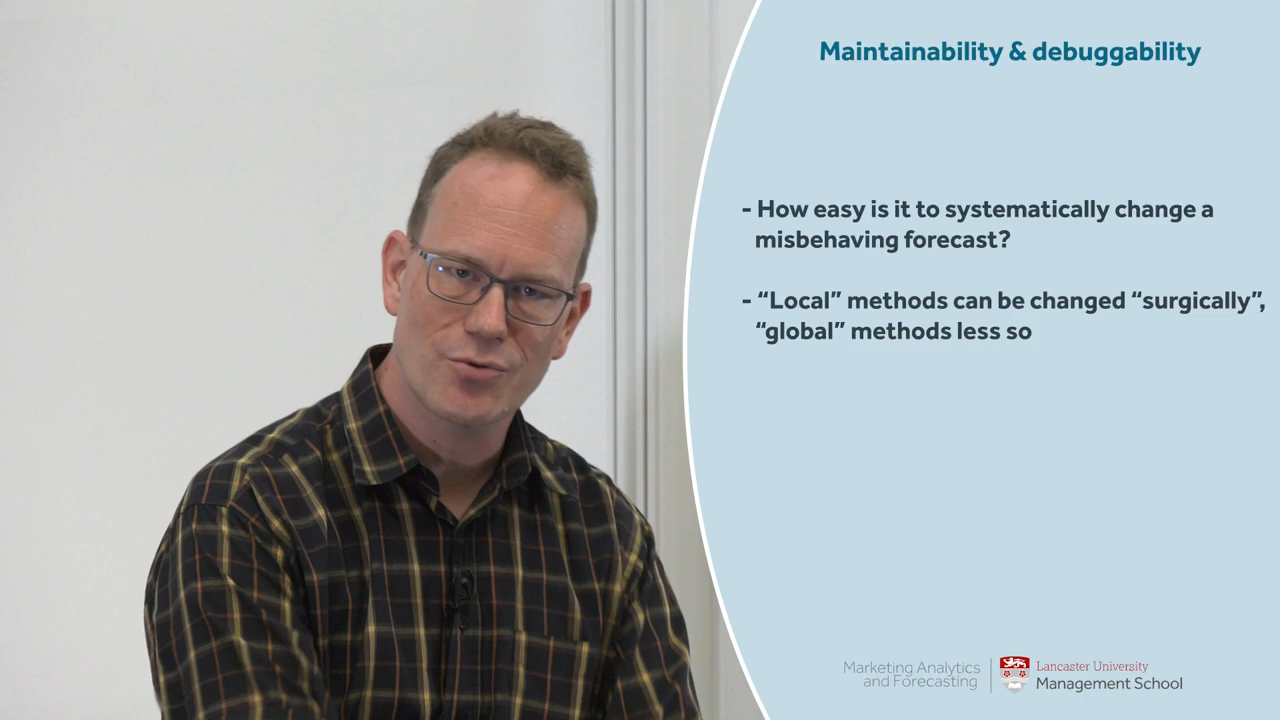 Maintainability & debuggability
- How easy is it to systematically change a
misbehaving forecast?
- “Local” methods can be changed “surgically”,
“global” methods less so
Marketing Analytics
and Forecasting
Lancaster University
Management School